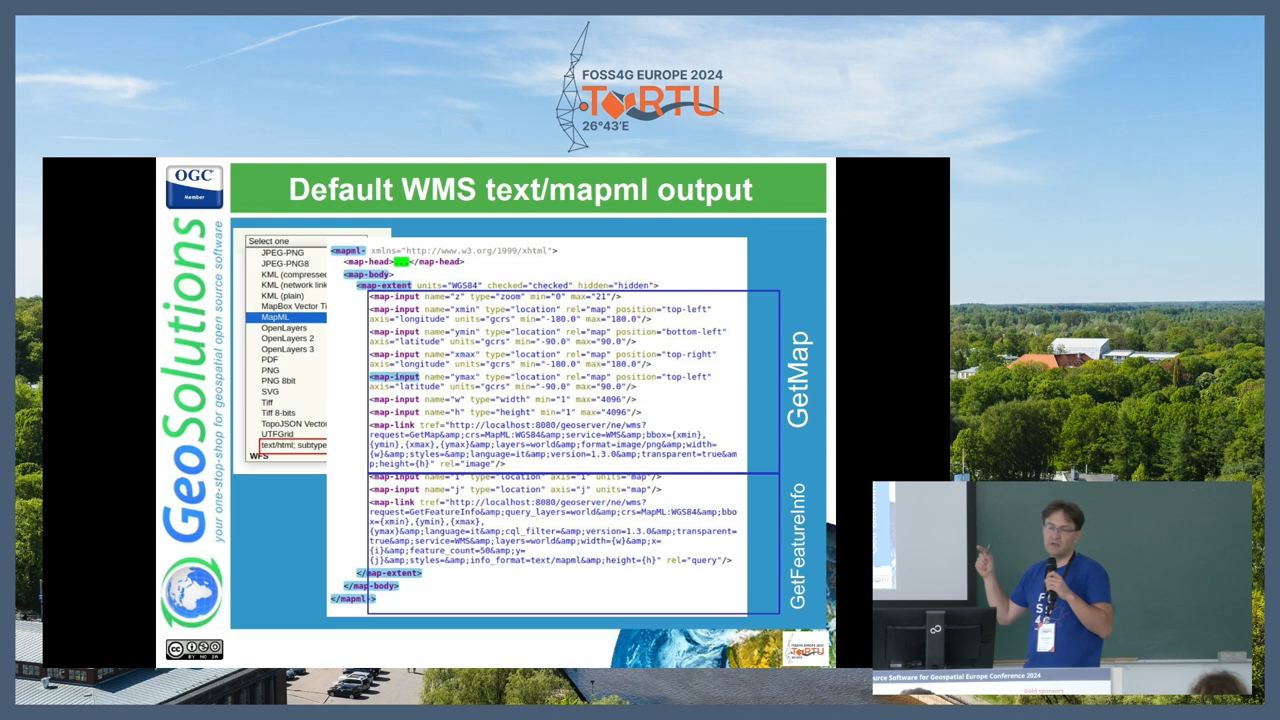 FOSS4G EUROPE 2024
TORTU
26°43'E
OGC
Member
GeoSolutions
your one-stop-shop for geospatial open source software
Default WMS text/mapml output
Select one
JPEG-PNG
JPEG-PNG8
KML (compressed
KML (network link
KML (plain)
MapBox Vector Ti
MapML
OpenLayers
OpenLayers 2
OpenLayers 3
PDF
PNG
PNG 8bit
SVG
Tiff
Tiff 8-bits
TopoJSON Vector
UTFGrid
text/html; subtype
WFS
<mapml- xmlns="http://www.w3.org/1999/xhtml">
<map-head>...</map-head>
<map-body>
<map-extent units="WGS84" checked="checked" hidden="hidden">
<map-input name="z" type="zoom" min="0" max="21"/>
<map-input name="xmin" type="location" rel="map" position="top-left"
axis="longitude" units="gcrs" min="-180.0" max="180.0"/>
<map-input name="ymin" type="location" rel="map" position="bottom-left"
axis="latitude" units="gcrs" min="-90.0" max="90.0"/>
<map-input name="xmax" type="location" rel="map" position="top-right"
axis="longitude" units="gcrs" min="-180.0" max="180.0"/>
<map-input name="ymax" type="location" rel="map" position="top-left"
axis="latitude" units="gcrs" min="-90.0" max="90.0"/>
<map-input name="w" type="width" min="1" max="4096"/>
<map-input name="h" type="height" min="1" max="4096"/>
<map-link tref="http://localhost:8080/geoserver/ne/wms?
request=GetMap&amp;crs=MapML:WGS84&amp;service=WMS&amp;bbox={xmin},
{ymin},{xmax},{ymax}&amp;layers=world&amp;format=image/png&amp;width=
{w}&amp;styles=&amp;language=it&amp;version=1.3.0&amp;transparent=true&am
p;height={h}" rel="image"/>
<map-input name="i" type="location" axis="i" units="map"/>
<map-input name="j" type="location" axis="j" units="map"/>
<map-link tref="http://localhost:8080/geoserver/ne/wms?
request=GetFeatureInfo&amp;query_layers=world&amp;crs=MapML:WGS84&amp;bbo
x={xmin},{ymin},{xmax},
{ymax}&amp;language=it&amp;cql_filter=&amp;version=1.3.0&amp;transparent=
true&amp;service=WMS&amp;layers=world&amp;width={w}&amp;x=
{i}&amp;feature_count=50&amp;y=
{j}&amp;styles=&amp;info_format=text/mapml&amp;height={h}" rel="query"/>
</map-extent>
</map-body>
</mapml->
GetMap
GetFeatureInfo
CC
BY NC SA
FOSS4G EUROPE 2024
TORTU
F
SS
4G
ource Software for Geospatial Europe Conference 2024
Gold sponsors